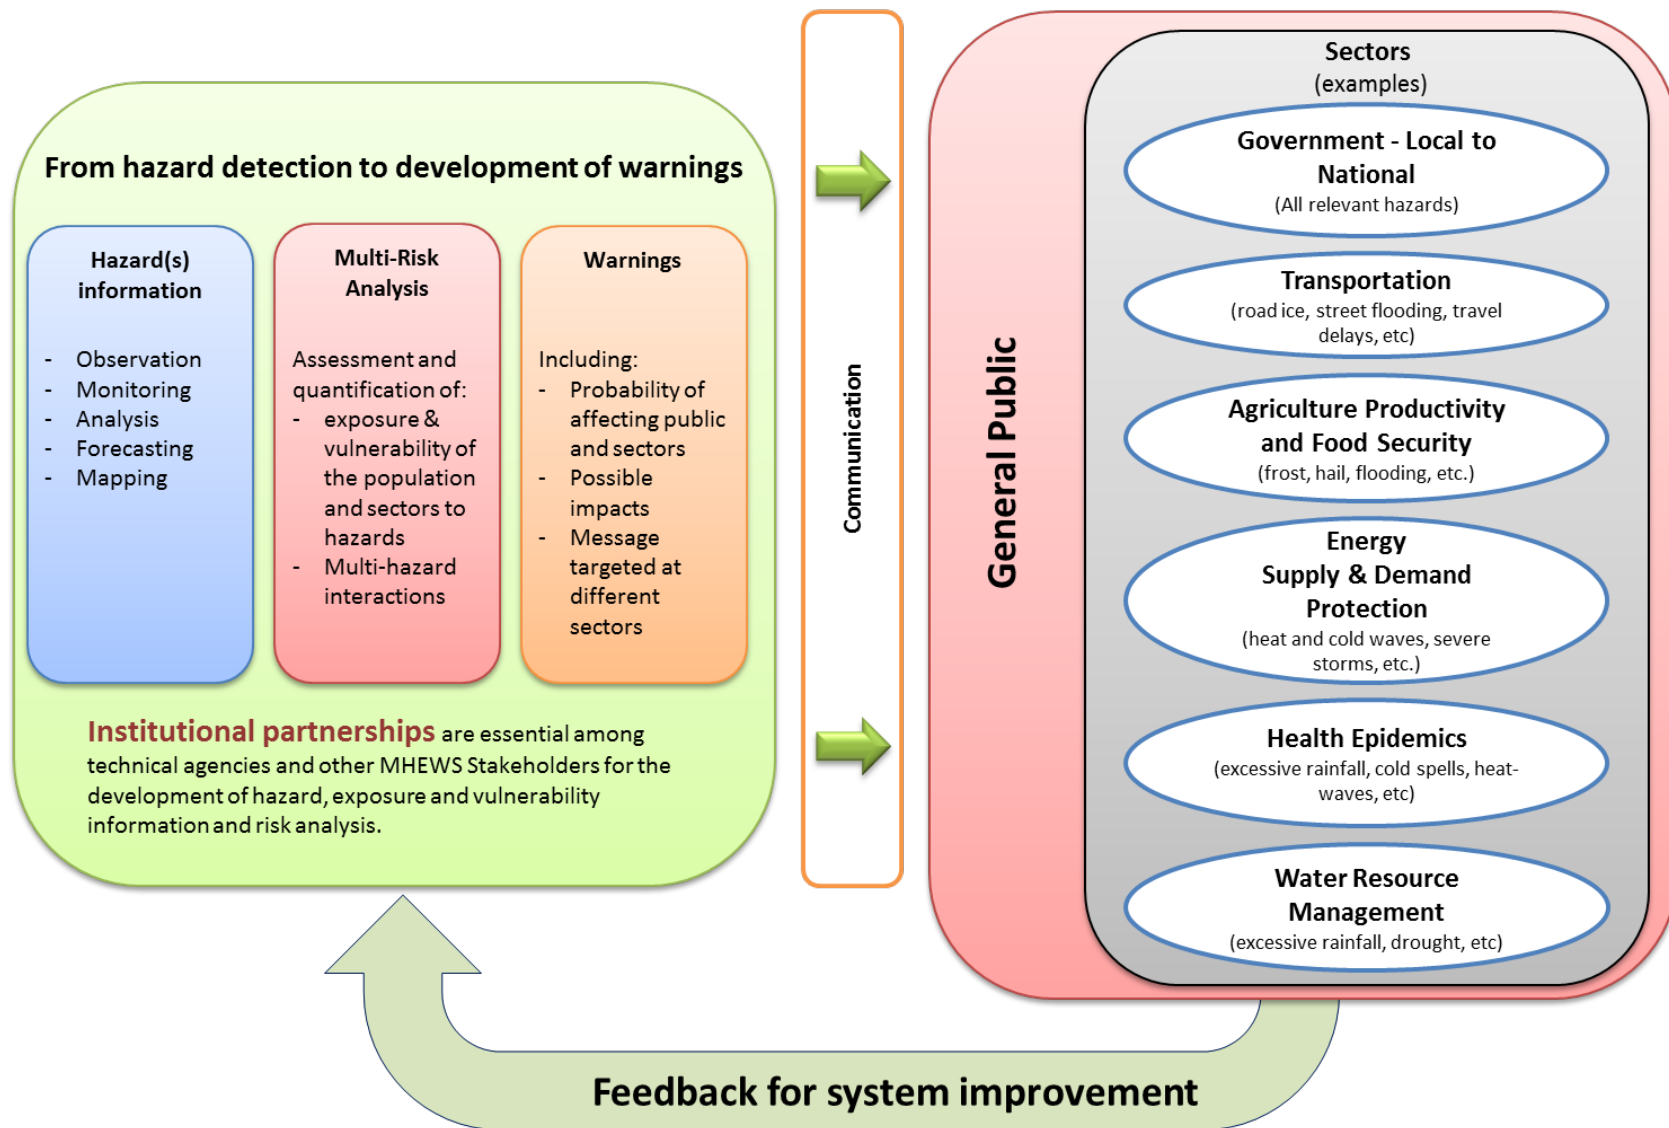 From hazard detection to development of warnings
Hazard(s)
information
- Observation
- Monitoring
- Analysis
- Forecasting
- Mapping
Multi-Risk
Analysis
Assessment and
quantification of:
- exposure &
vulnerability of
the population
and sectors to
hazards
- Multi-hazard
interactions
Warnings
Including:
- Probability of
affecting public
and sectors
- Possible
impacts
- Message
targeted at
different
sectors
Institutional partnerships are essential among
technical agencies and other MHEWS Stakeholders for the
development of hazard, exposure and vulnerability
information and risk analysis.
Communication
General Public
Sectors
(examples)
Government - Local to
National
(All relevant hazards)
Transportation
(road ice, street flooding, travel
delays, etc)
Agriculture Productivity
and Food Security
(frost, hail, flooding, etc.)
Energy
Supply & Demand
Protection
(heat and cold waves, severe
storms, etc.)
Health Epidemics
(excessive rainfall, cold spells, heat-
waves, etc)
Water Resource
Management
(excessive rainfall, drought, etc)
Feedback for system improvement